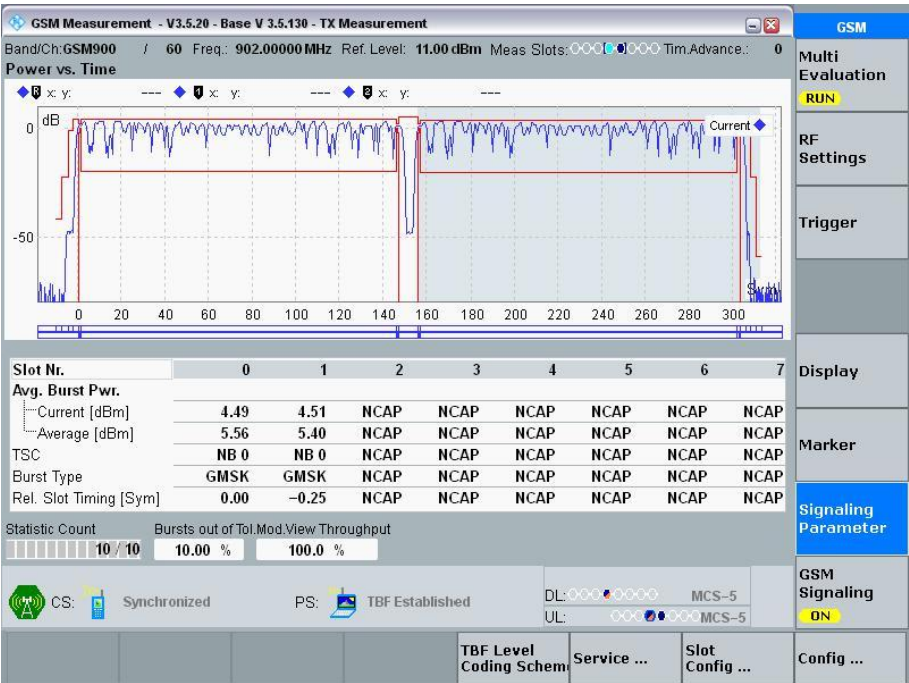 GSM Measurement - V3.5.20 - Base V 3.5.130 - TX Measurement
GSM
Band/Ch:GSM900 / 60 Freq.: 902.00000 MHz Ref. Level: 11.00 dBm Meas Slots: Tim.Advance.: 0
Power vs. Time
Multi
Evaluation
RUN
R x: y: --- 1 x: y: --- 2 x: y: ---
dB
0
-50
Current
Sym
0 20 40 60 80 100 120 140 160 180 200 220 240 260 280 300
RF
Settings
Trigger
Slot Nr. 0 1 2 3 4 5 6 7
Avg. Burst Pwr.
Current [dBm] 4.49 4.51 NCAP NCAP NCAP NCAP NCAP NCAP
Average [dBm] 5.56 5.40 NCAP NCAP NCAP NCAP NCAP NCAP
TSC NB 0 NB 0 NCAP NCAP NCAP NCAP NCAP NCAP
Burst Type GMSK GMSK NCAP NCAP NCAP NCAP NCAP NCAP
Rel. Slot Timing [Sym] 0.00 −0.25 NCAP NCAP NCAP NCAP NCAP NCAP
Display
Marker
Signaling
Parameter
Statistic Count Bursts out of Tol. Mod.View Throughput
10 / 10 10.00 % 100.0 %
CS: Synchronized PS: TBF Established
DL: MCS-5
UL: MCS-5
GSM
Signaling
ON
TBF Level
Coding Schem
Service ...
Slot
Config ...
Config ...